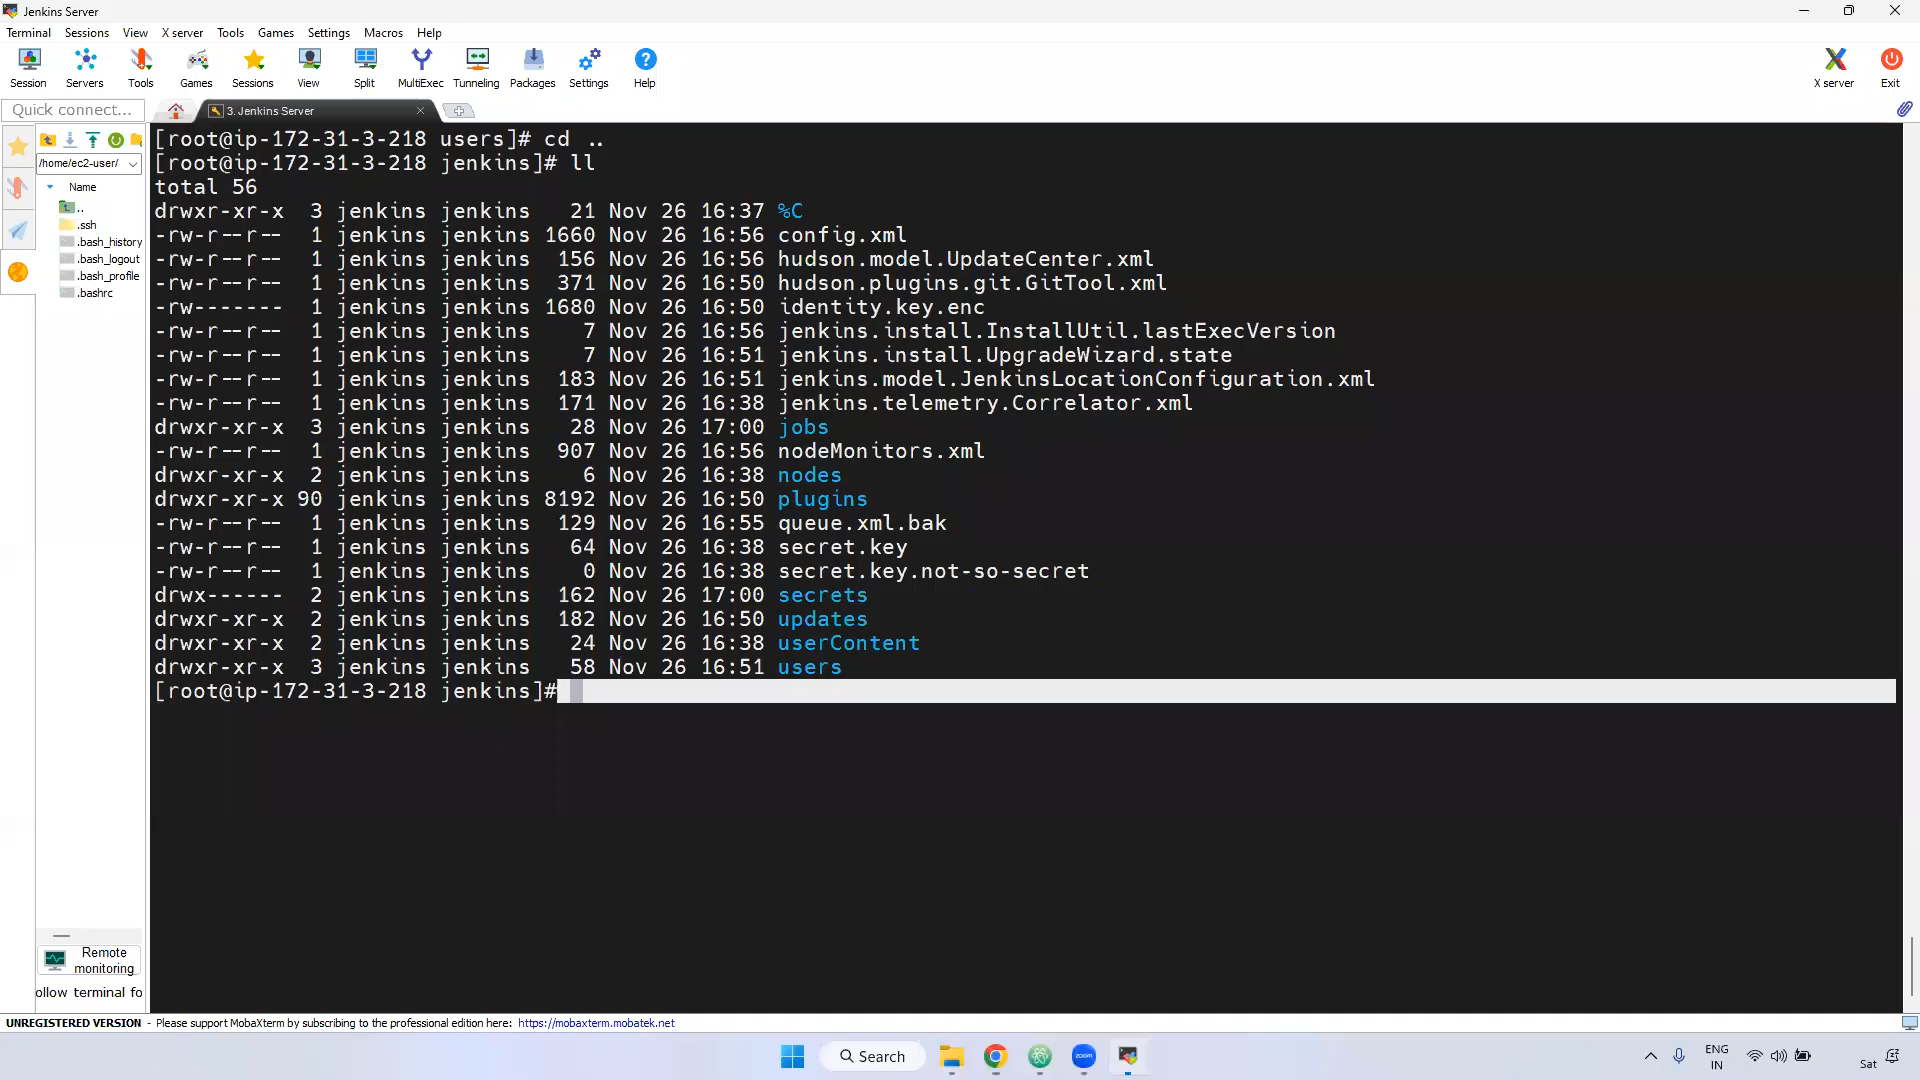 Jenkins Server
Terminal Sessions View X server Tools Games Settings Macros Help
Session Servers Tools Games Sessions View Split MultiExec Tunneling Packages Settings Help X server Exit
Quick connect... 3. Jenkins Server
/home/ec2-user/
Name
..
.ssh
.bash_history
.bash_logout
.bash_profile
.bashrc
[root@ip-172-31-3-218 users]# cd ..
[root@ip-172-31-3-218 jenkins]# ll
total 56
drwxr-xr-x 3 jenkins jenkins 21 Nov 26 16:37 %C
-rw-r--r-- 1 jenkins jenkins 1660 Nov 26 16:56 config.xml
-rw-r--r-- 1 jenkins jenkins 156 Nov 26 16:56 hudson.model.UpdateCenter.xml
-rw-r--r-- 1 jenkins jenkins 371 Nov 26 16:50 hudson.plugins.git.GitTool.xml
-rw------- 1 jenkins jenkins 1680 Nov 26 16:50 identity.key.enc
-rw-r--r-- 1 jenkins jenkins 7 Nov 26 16:56 jenkins.install.InstallUtil.lastExecVersion
-rw-r--r-- 1 jenkins jenkins 7 Nov 26 16:51 jenkins.install.UpgradeWizard.state
-rw-r--r-- 1 jenkins jenkins 183 Nov 26 16:51 jenkins.model.JenkinsLocationConfiguration.xml
-rw-r--r-- 1 jenkins jenkins 171 Nov 26 16:38 jenkins.telemetry.Correlator.xml
drwxr-xr-x 3 jenkins jenkins 28 Nov 26 17:00 jobs
-rw-r--r-- 1 jenkins jenkins 907 Nov 26 16:56 nodeMonitors.xml
drwxr-xr-x 2 jenkins jenkins 6 Nov 26 16:38 nodes
drwxr-xr-x 90 jenkins jenkins 8192 Nov 26 16:50 plugins
-rw-r--r-- 1 jenkins jenkins 129 Nov 26 16:55 queue.xml.bak
-rw-r--r-- 1 jenkins jenkins 64 Nov 26 16:38 secret.key
-rw-r--r-- 1 jenkins jenkins 0 Nov 26 16:38 secret.key.not-so-secret
drwx------ 2 jenkins jenkins 162 Nov 26 17:00 secrets
drwxr-xr-x 2 jenkins jenkins 182 Nov 26 16:50 updates
drwxr-xr-x 2 jenkins jenkins 24 Nov 26 16:38 userContent
drwxr-xr-x 3 jenkins jenkins 58 Nov 26 16:51 users
[root@ip-172-31-3-218 jenkins]#
Remote
monitoring
ollow terminal fo
UNREGISTERED VERSION - Please support MobaXterm by subscribing to the professional edition here: https://mobaxterm.mobatek.net
Search
zoom
ENG
IN
Sat